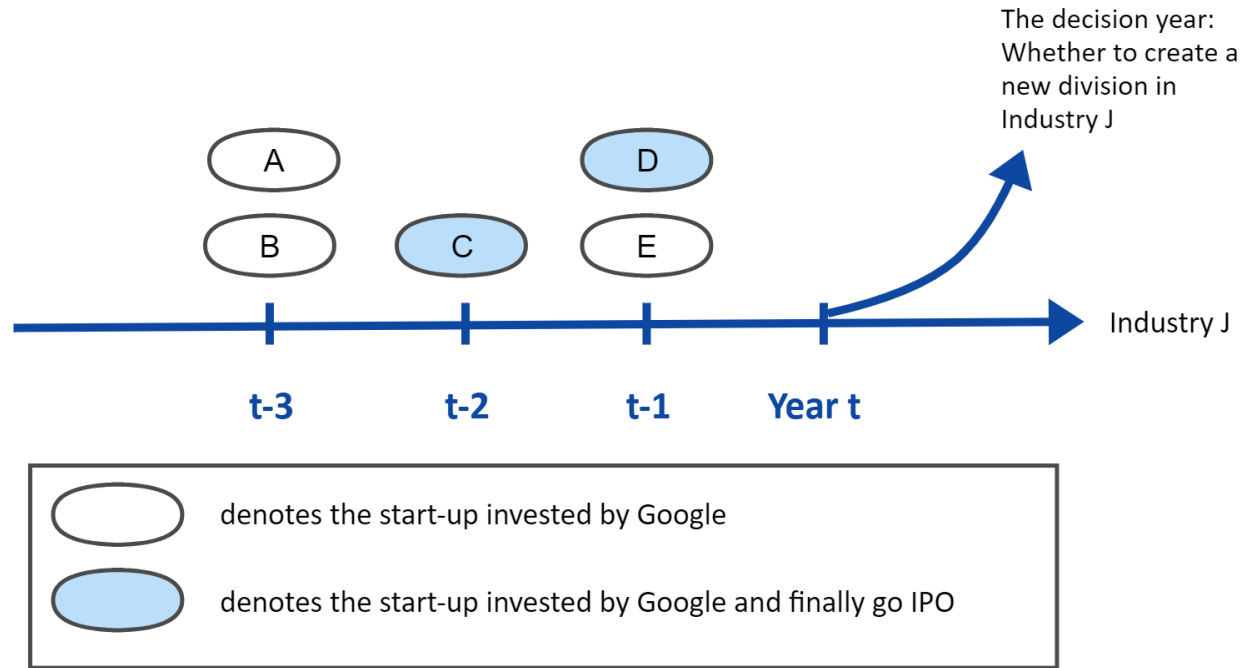 The decision year:
Whether to create a
new division in
Industry J
A
D
B
C
E
Industry J
t-3
t-2
t-1
Year t
denotes the start-up invested by Google
denotes the start-up invested by Google and finally go IPO